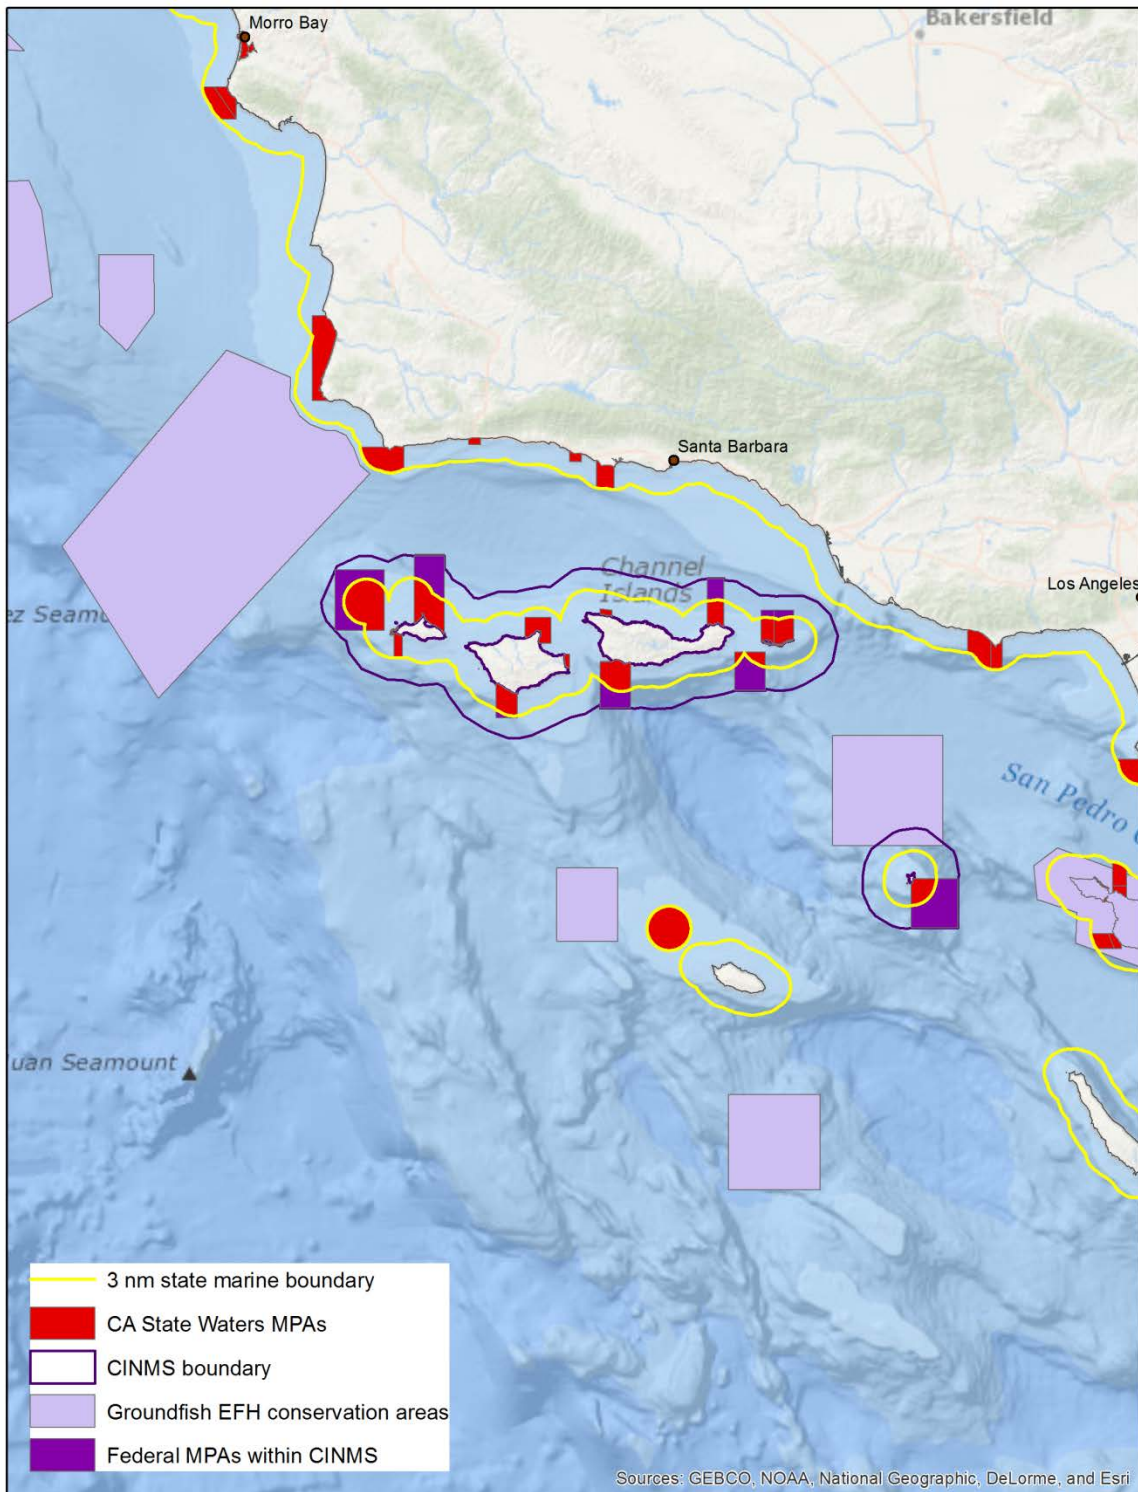 Morro Bay
Bakersfield
Santa Barbara
Channel
Islands
Los Angeles
ez Seamou
San Pedro
uan Seamount
3 nm state marine boundary
CA State Waters MPAs
CINMS boundary
Groundfish EFH conservation areas
Federal MPAs within CINMS
Sources: GEBCO, NOAA, National Geographic, DeLorme, and Esri